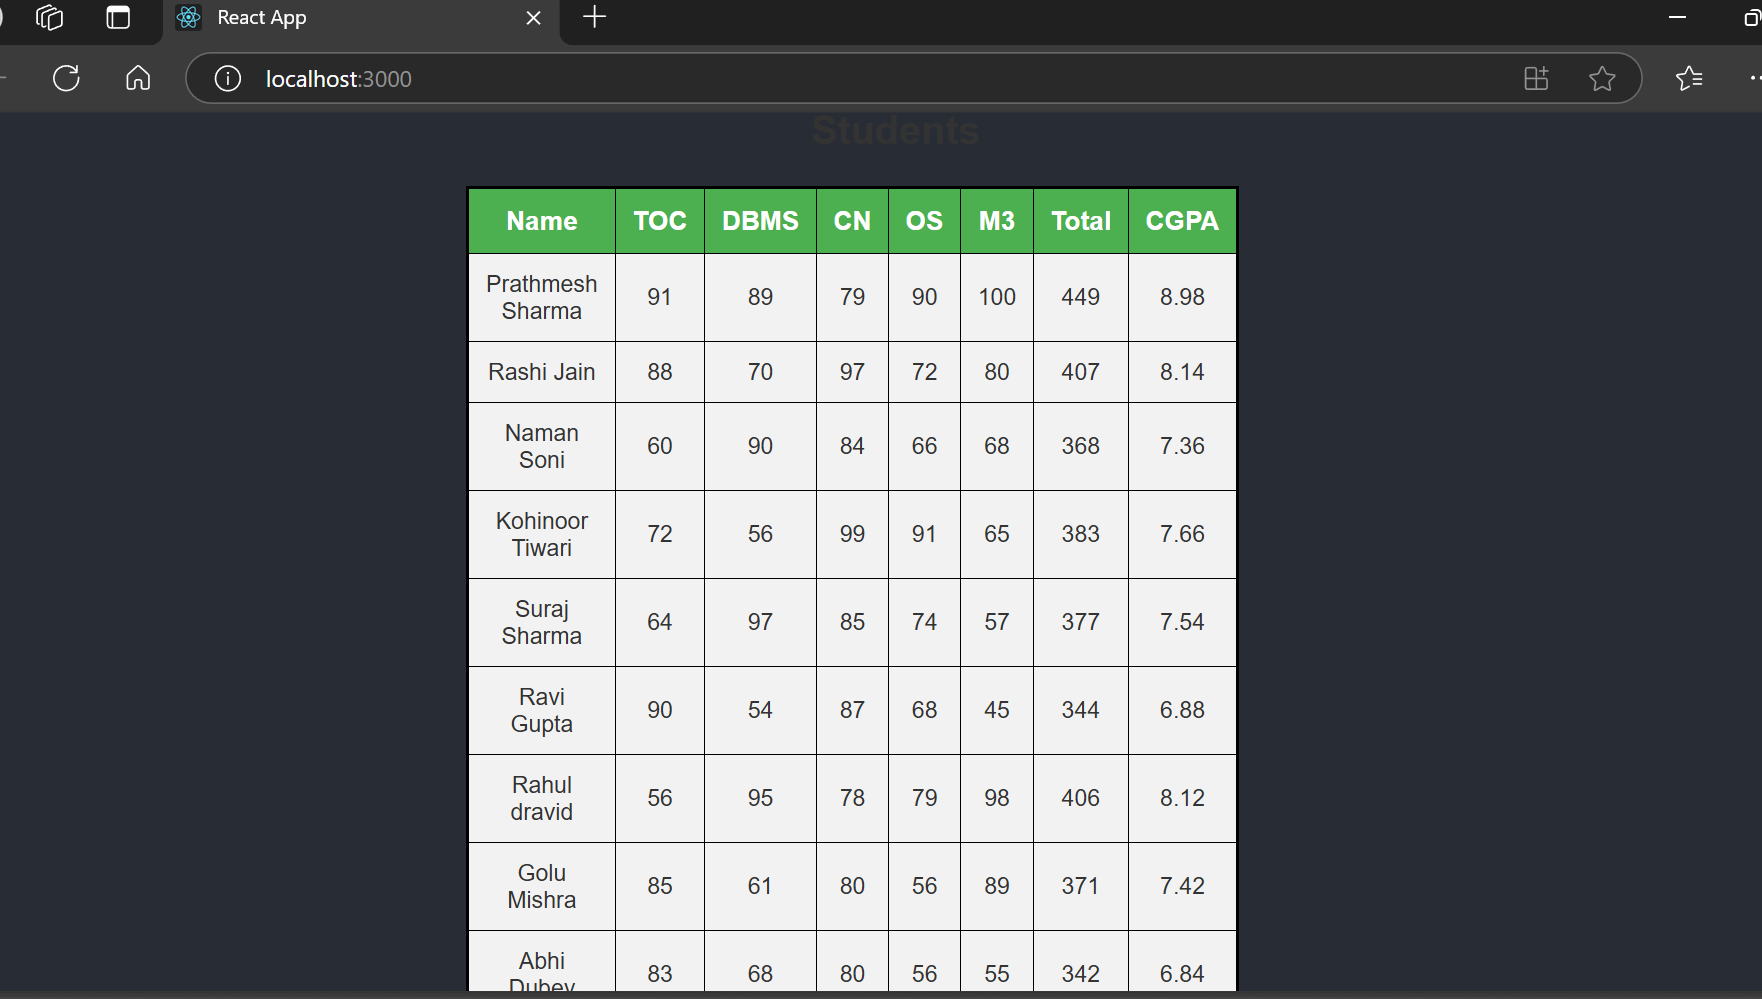 React App
localhost:3000
Students
Name TOC DBMS CN OS M3 Total CGPA
Prathmesh
Sharma 91 89 79 90 100 449 8.98
Rashi Jain 88 70 97 72 80 407 8.14
Naman
Soni 60 90 84 66 68 368 7.36
Kohinoor
Tiwari 72 56 99 91 65 383 7.66
Suraj
Sharma 64 97 85 74 57 377 7.54
Ravi
Gupta 90 54 87 68 45 344 6.88
Rahul
dravid 56 95 78 79 98 406 8.12
Golu
Mishra 85 61 80 56 89 371 7.42
Abhi
Dubey 83 68 80 56 55 342 6.84